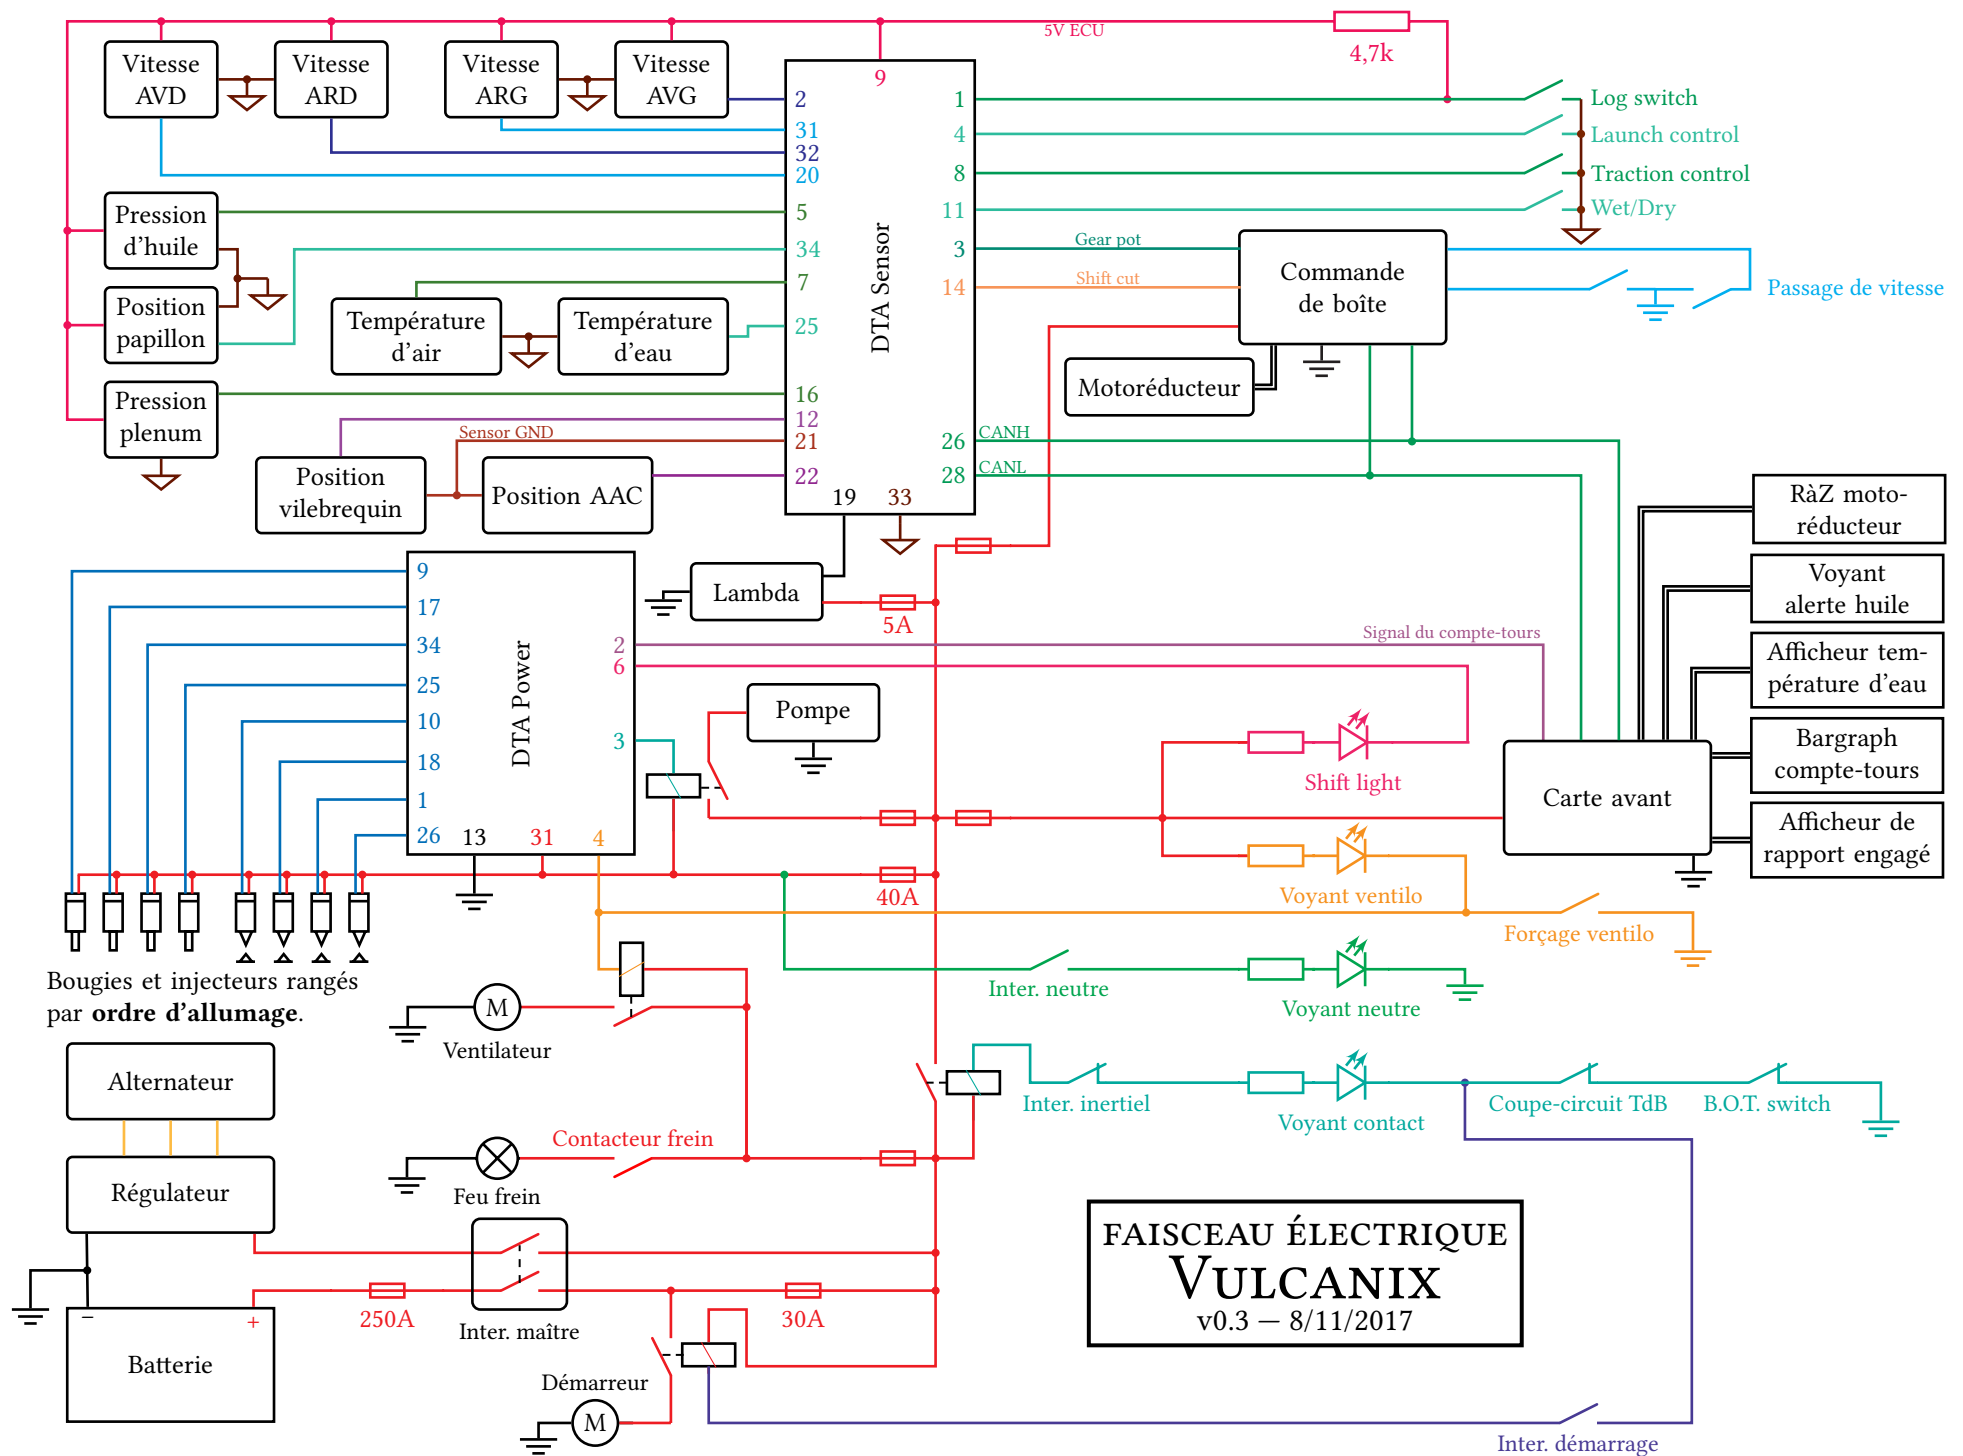 5V ECU
4,7k
Vitesse
AVD
Vitesse
ARD
Vitesse
ARG
Vitesse
AVG
9
2
31
32
20
5
34
7
25
16
12
21
22
19
33
1
4
8
11
3
14
26
28
DTA Sensor
Log switch
Launch control
Traction control
Wet/Dry
Gear pot
Shift cut
CANH
CANL
Commande
de boîte
Passage de vitesse
Motoréducteur
Pression
d'huile
Position
papillon
Pression
plenum
Température
d'air
Température
d'eau
Sensor GND
Position
vilebrequin
Position AAC
Lambda
5A
RàZ moto-
réducteur
Voyant
alerte huile
Afficheur tem-
pérature d'eau
Bargraph
compte-tours
Afficheur de
rapport engagé
Carte avant
Signal du compte-tours
9
17
34
25
10
18
1
26
13
31
4
2
6
3
DTA Power
Pompe
Shift light
40A
Voyant ventilo
Forçage ventilo
Bougies et injecteurs rangés
par ordre d'allumage.
Inter. neutre
Voyant neutre
M
Ventilateur
Alternateur
Régulateur
Inter. inertiel
Voyant contact
Coupe-circuit TdB
B.O.T. switch
Contacteur frein
Feu frein
−
+
Batterie
250A
Inter. maître
30A
Démarreur
M
Inter. démarrage
FAISCEAU ÉLECTRIQUE
VULCANIX
v0.3 — 8/11/2017